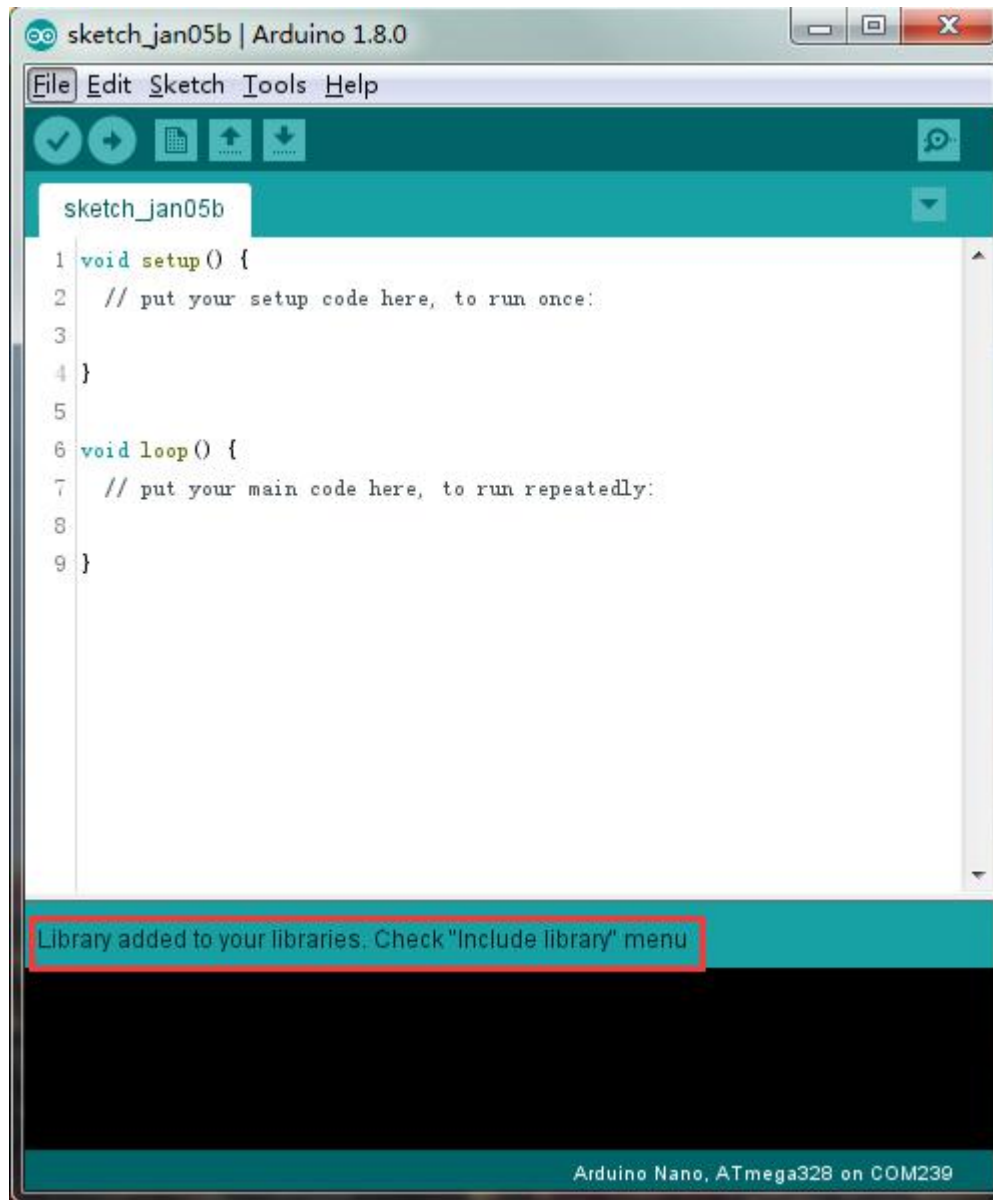 sketch_jan05b | Arduino 1.8.0
File Edit Sketch Tools Help
sketch_jan05b
1 void setup() {
2 // put your setup code here, to run once:
3
4 }
5
6 void loop() {
7 // put your main code here, to run repeatedly:
8
9 }
Library added to your libraries. Check "Include library" menu
Arduino Nano, ATmega328 on COM239